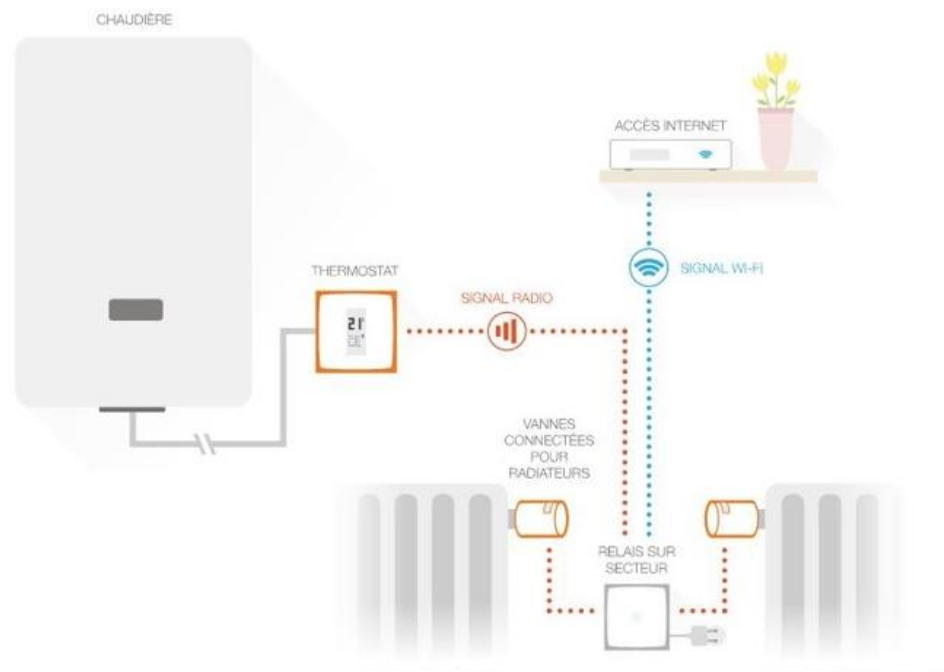 CHAUDIÈRE
ACCÈS INTERNET
THERMOSTAT
SIGNAL WI-FI
SIGNAL RADIO
21°
VANNES
CONNECTÉES
POUR
RADIATEURS
RELAIS SUR
SECTEUR